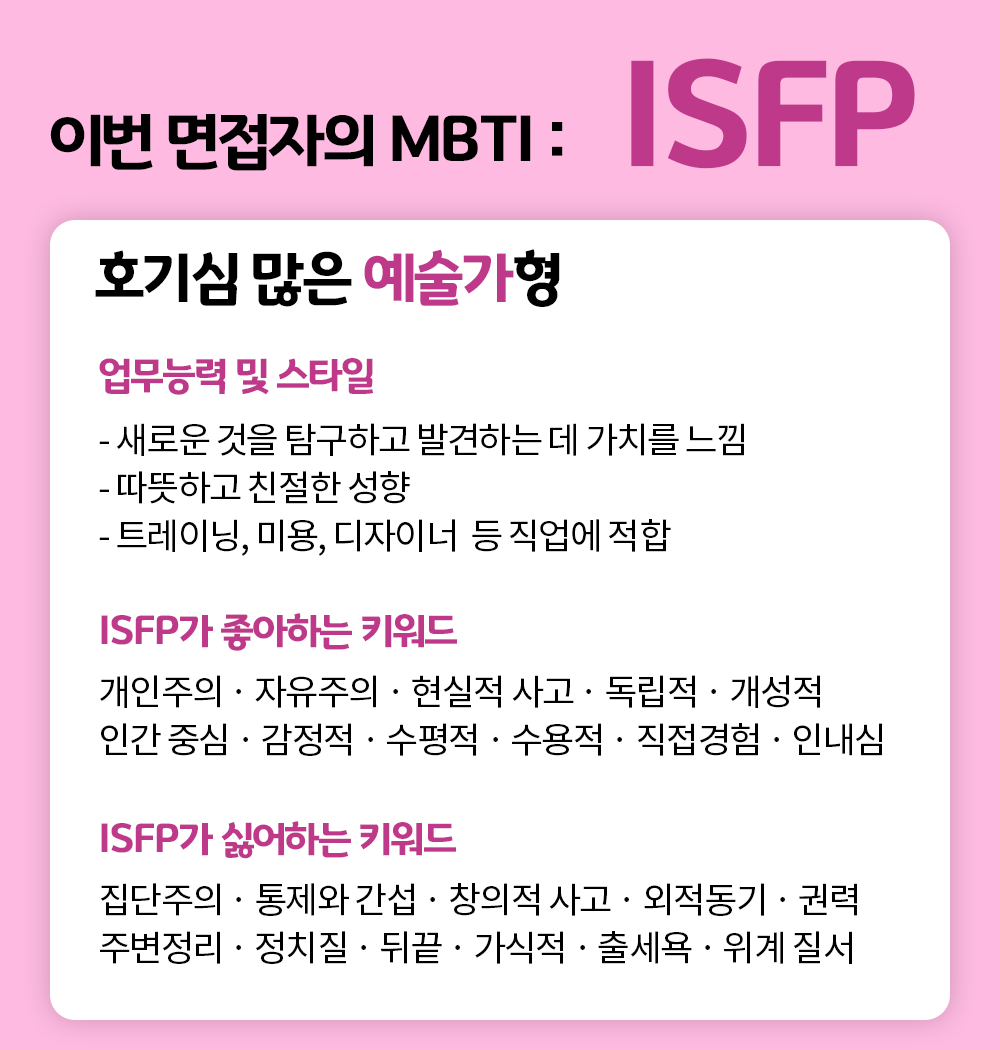 이번 면접자의 MBTI : ISFP
호기심 많은 예술가형
업무능력 및 스타일
- 새로운 것을 탐구하고 발견하는 데 가치를 느낌
- 따뜻하고 친절한 성향
- 트레이닝, 미용, 디자이너 등 직업에 적합
ISFP가 좋아하는 키워드
개인주의 · 자유주의 · 현실적 사고 · 독립적 · 개성적
인간 중심 · 감정적 · 수평적 · 수용적 · 직접경험 · 인내심
ISFP가 싫어하는 키워드
집단주의 · 통제와 간섭 · 창의적 사고 · 외적동기 · 권력
주변정리 · 정치질 · 뒤끝 · 가식적 · 출세욕 · 위계 질서